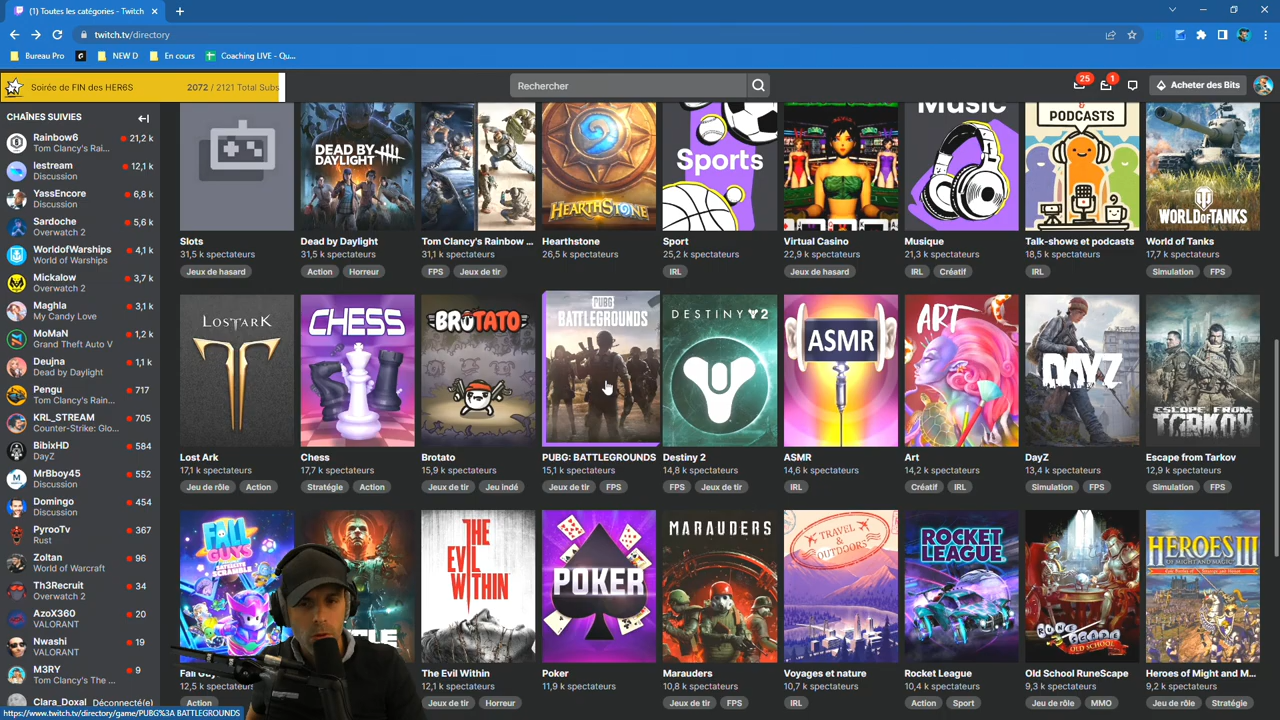 (1) Toutes les catégories - Twitch
twitch.tv/directory
Bureau Pro
NEW D
En cours
Coaching LIVE - Qu...
Soirée de FIN des HER6S
2072 / 2121 Total Subs
Rechercher
25
1
Acheter des Bits
CHAÎNES SUIVIES
Rainbow6
21,2 k
Tom Clancy's Rai...
lestream
12,1 k
Discussion
YassEncore
6,8 k
Discussion
Sardoche
5,6 k
Overwatch 2
WorldofWarships
4,1 k
World of Warships
Mickalow
3,7 k
Overwatch 2
Maghla
3,1 k
My Candy Love
MoMaN
1,2 k
Grand Theft Auto V
Deujna
1,1 k
Dead by Daylight
Pengu
717
Tom Clancy's Rain...
KRL_STREAM
705
Counter-Strike: Glo...
BibixHD
584
DayZ
MrBboy45
552
Discussion
Domingo
454
Discussion
PyrooTv
367
Rust
Zoltan
96
World of Warcraft
Th3Recruit
34
Overwatch 2
AzoX360
20
VALORANT
Nwashi
19
VALORANT
M3RY
9
Tom Clancy's The ...
Clara_Doxal
Déconnecté(e)
https://www.twitch.tv/directory/game/PUBG%3A BATTLEGROUNDS
DEAD BY
DAYLIGHT
HEARTHSTONE
Sports
Music
&
PODCASTS
WORLD OF
TANKS
Slots
31,5 k spectateurs
Jeux de hasard
Dead by Daylight
31,5 k spectateurs
Action
Horreur
Tom Clancy's Rainbow ...
31,1 k spectateurs
FPS
Jeux de tir
Hearthstone
26,5 k spectateurs
Sport
25,2 k spectateurs
IRL
Virtual Casino
22,9 k spectateurs
Jeux de hasard
Musique
21,3 k spectateurs
IRL
Créatif
Talk-shows et podcasts
18,5 k spectateurs
IRL
World of Tanks
17,7 k spectateurs
Simulation
FPS
LOST ARK
CHESS
BROTATO
PUBG
BATTLEGROUNDS
DESTINY 2
ASMR
ART
DAYZ
ESCAPE FROM
TARKOV
Lost Ark
17,1 k spectateurs
Jeu de rôle
Action
Chess
17,7 k spectateurs
Stratégie
Action
Brotato
15,9 k spectateurs
Jeux de tir
Jeu indé
PUBG: BATTLEGROUNDS
15,1 k spectateurs
Jeux de tir
FPS
Destiny 2
14,8 k spectateurs
FPS
Jeux de tir
ASMR
14,6 k spectateurs
IRL
Art
14,2 k spectateurs
Créatif
IRL
DayZ
13,4 k spectateurs
Simulation
FPS
Escape from Tarkov
12,9 k spectateurs
Simulation
FPS
FALL
GUYS
THE
EVIL
WITHIN
POKER
MARAUDERS
TRAVEL &
OUTDOORS
ROCKET
LEAGUE
RUNE
OLD SCHOOL
HEROES III
OF MIGHT AND MAGIC
12,5 k
Action
The Evil Within
12,1 k spectateurs
Jeux de tir
Horreur
Poker
11,9 k spectateurs
Marauders
10,8 k spectateurs
Jeux de tir
FPS
Voyages et nature
10,7 k spectateurs
IRL
Rocket League
10,4 k spectateurs
Action
Sport
Old School RuneScape
9,3 k spectateurs
Jeu de rôle
MMO
Heroes of Might and M...
9,2 k spectateurs
Jeu de rôle
Stratégie